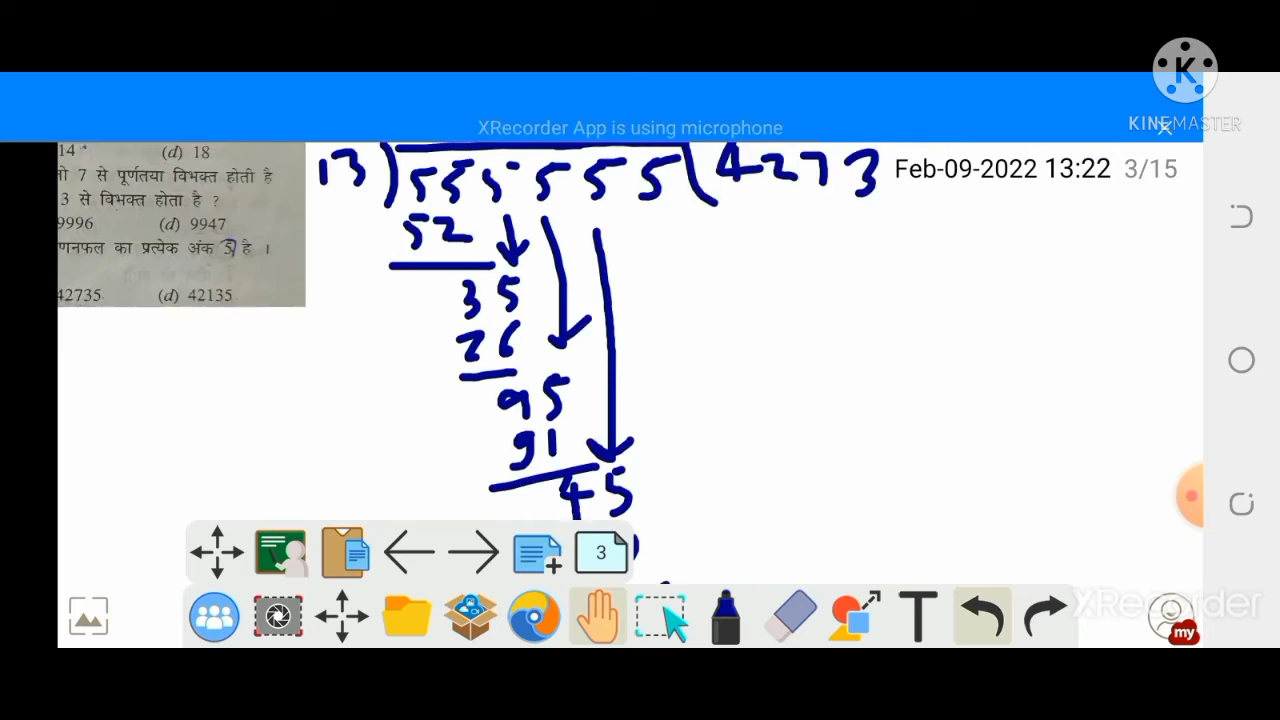 K
KINEMASTER
XRecorder App is using microphone
14 (d) 18
Feb-09-2022 13:22 3/15
13) 555555 ( 4273
तो 7 से पूर्णतया विभक्त होती है
3 से विभक्त होता है ?
9996 (d) 9947
णनफल का प्रत्येक अंक 5 है ।
42735 (d) 42135
52
35
26
95
91
45
3
T
XRecorder
my